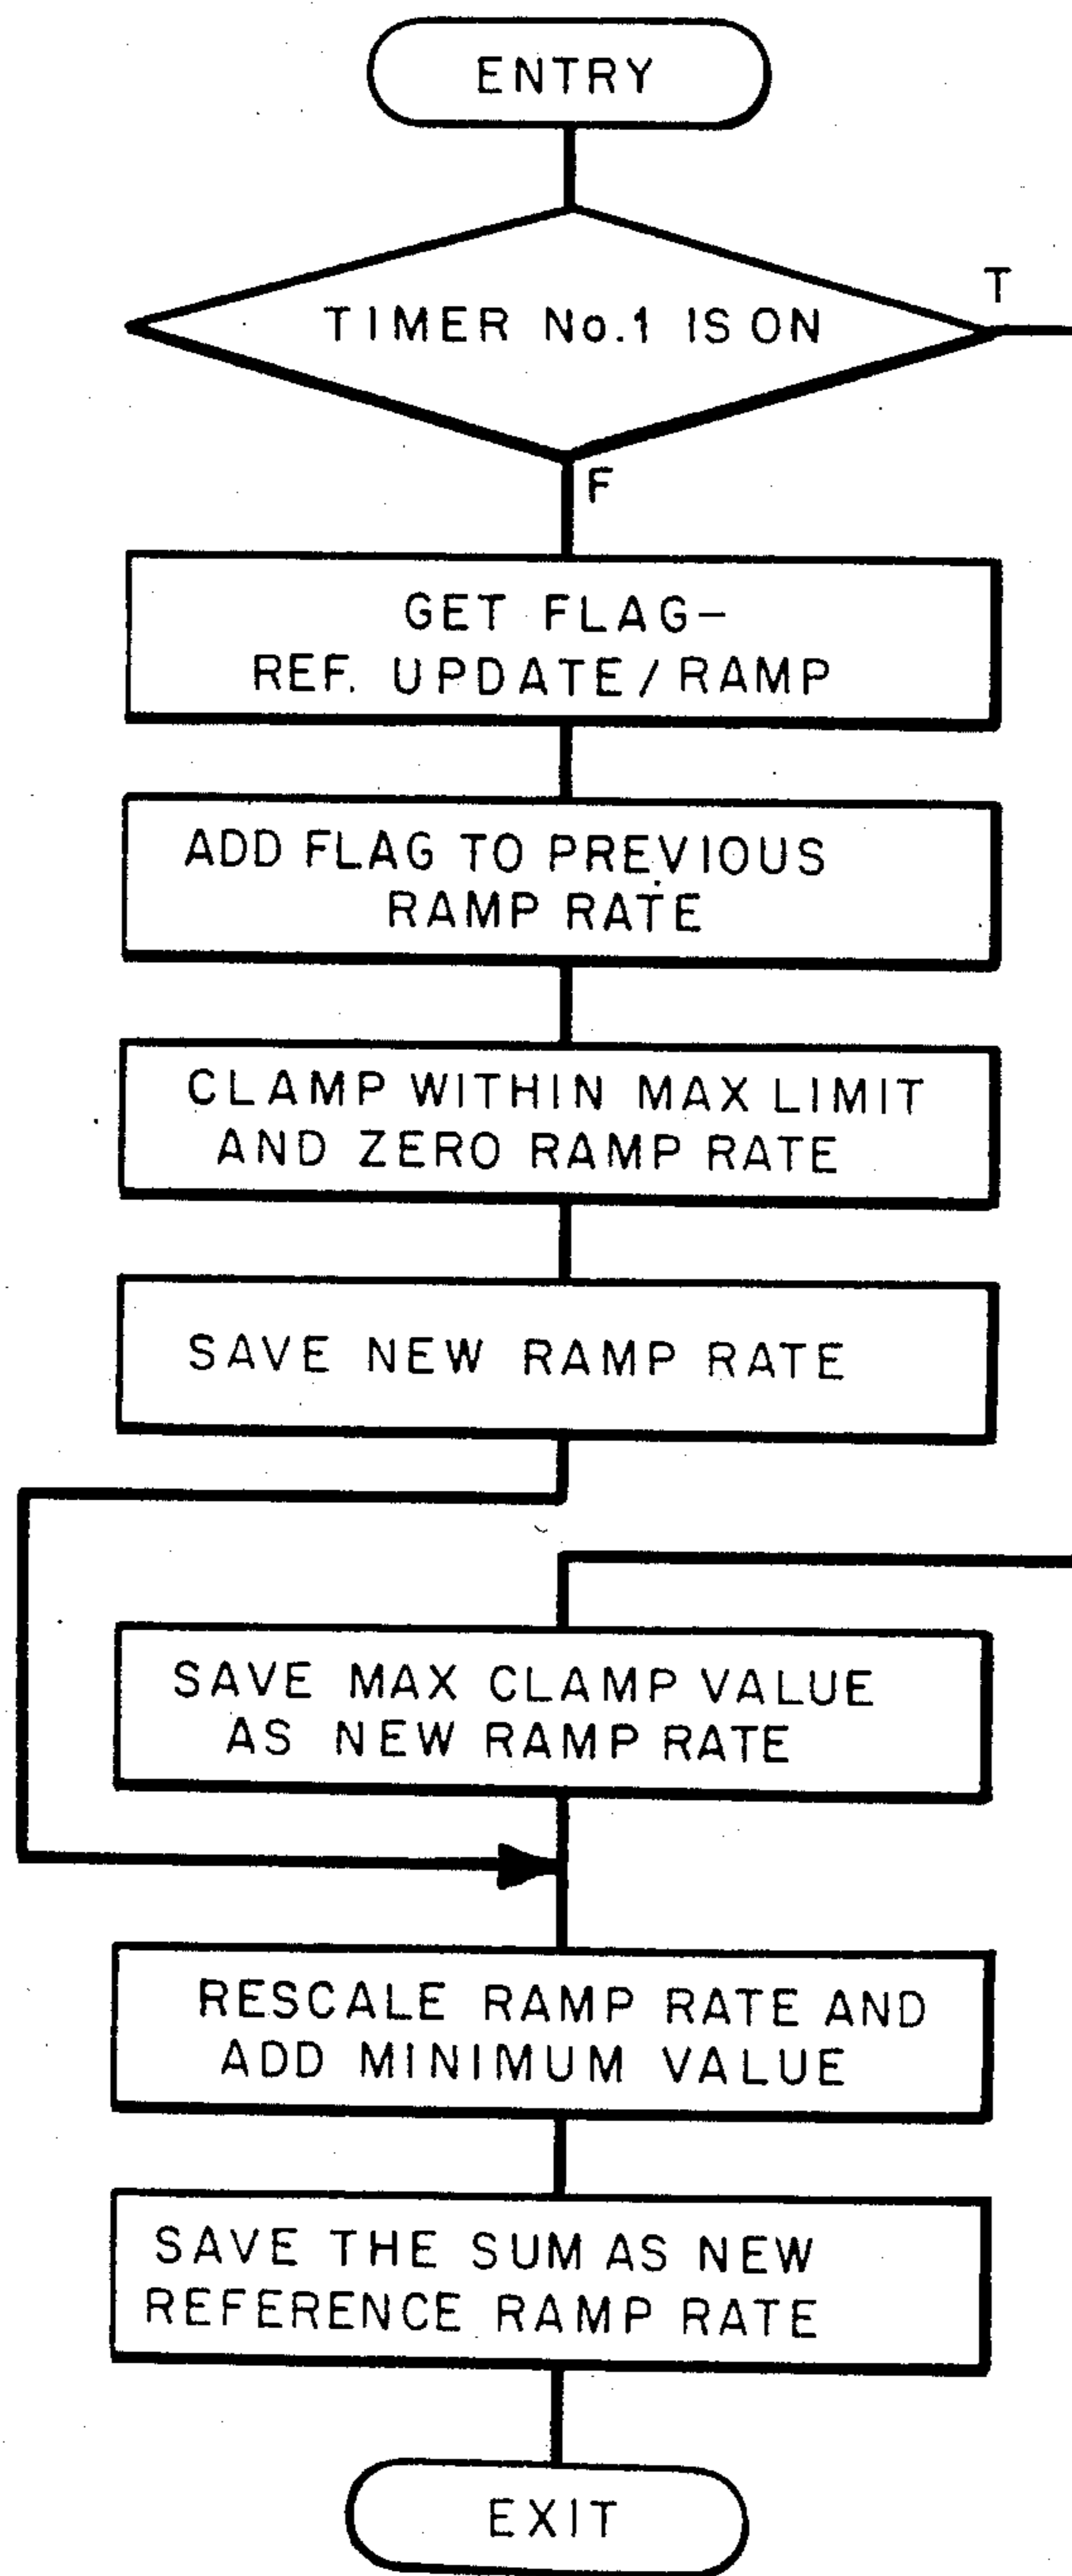 ENTRY
TIMER No.1 IS ON
T
F
GET FLAG-
REF. UPDATE/RAMP
ADD FLAG TO PREVIOUS
RAMP RATE
CLAMP WITHIN MAX LIMIT
AND ZERO RAMP RATE
SAVE NEW RAMP RATE
SAVE MAX CLAMP VALUE
AS NEW RAMP RATE
RESCALE RAMP RATE AND
ADD MINIMUM VALUE
SAVE THE SUM AS NEW
REFERENCE RAMP RATE
EXIT